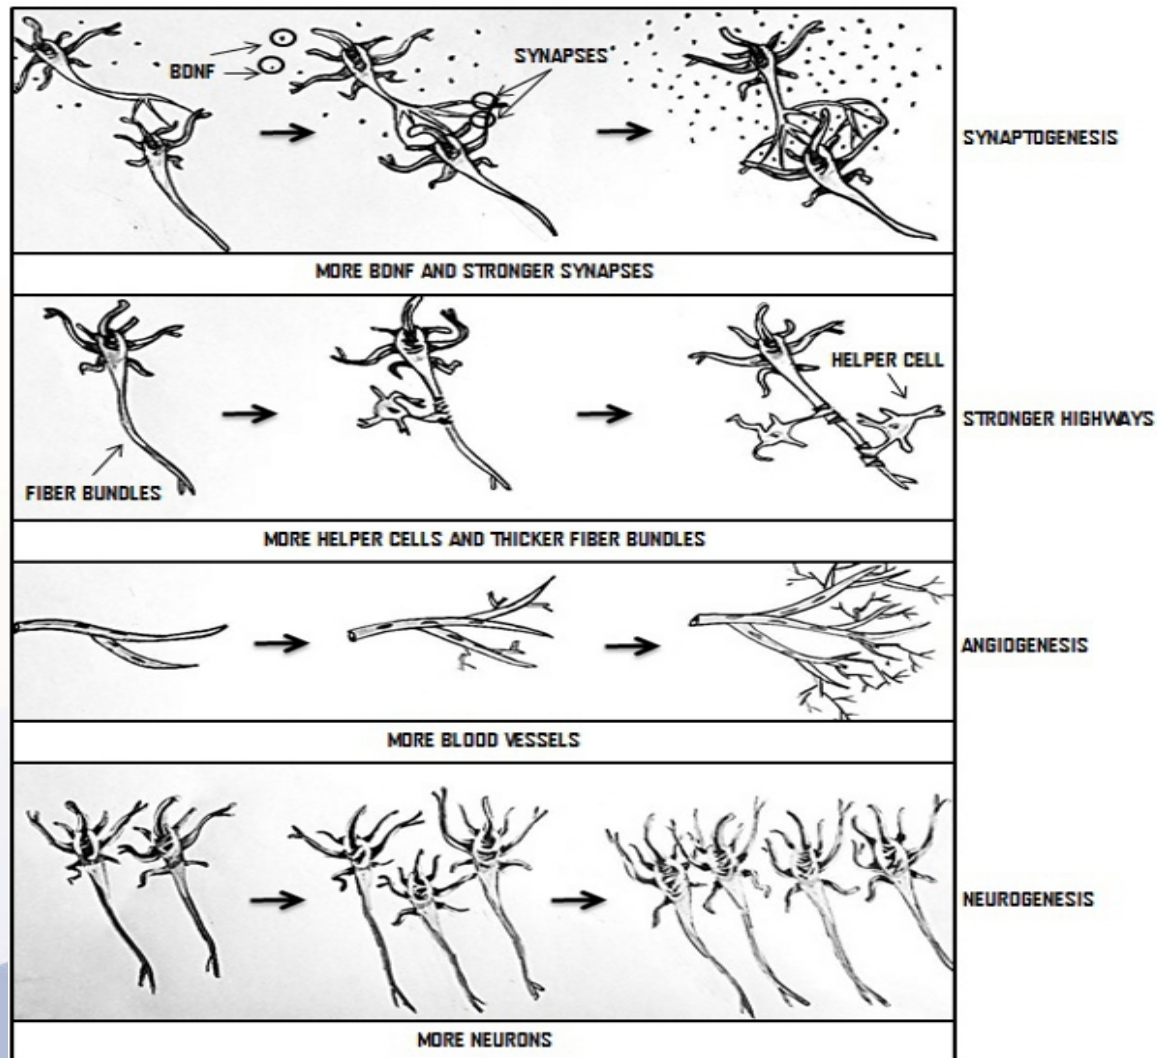 BDNF
SYNAPSES
SYNAPTOGENESIS
MORE BDNF AND STRONGER SYNAPSES
HELPER CELL
STRONGER HIGHWAYS
FIBER BUNDLES
MORE HELPER CELLS AND THICKER FIBER BUNDLES
ANGIOGENESIS
MORE BLOOD VESSELS
NEUROGENESIS
MORE NEURONS